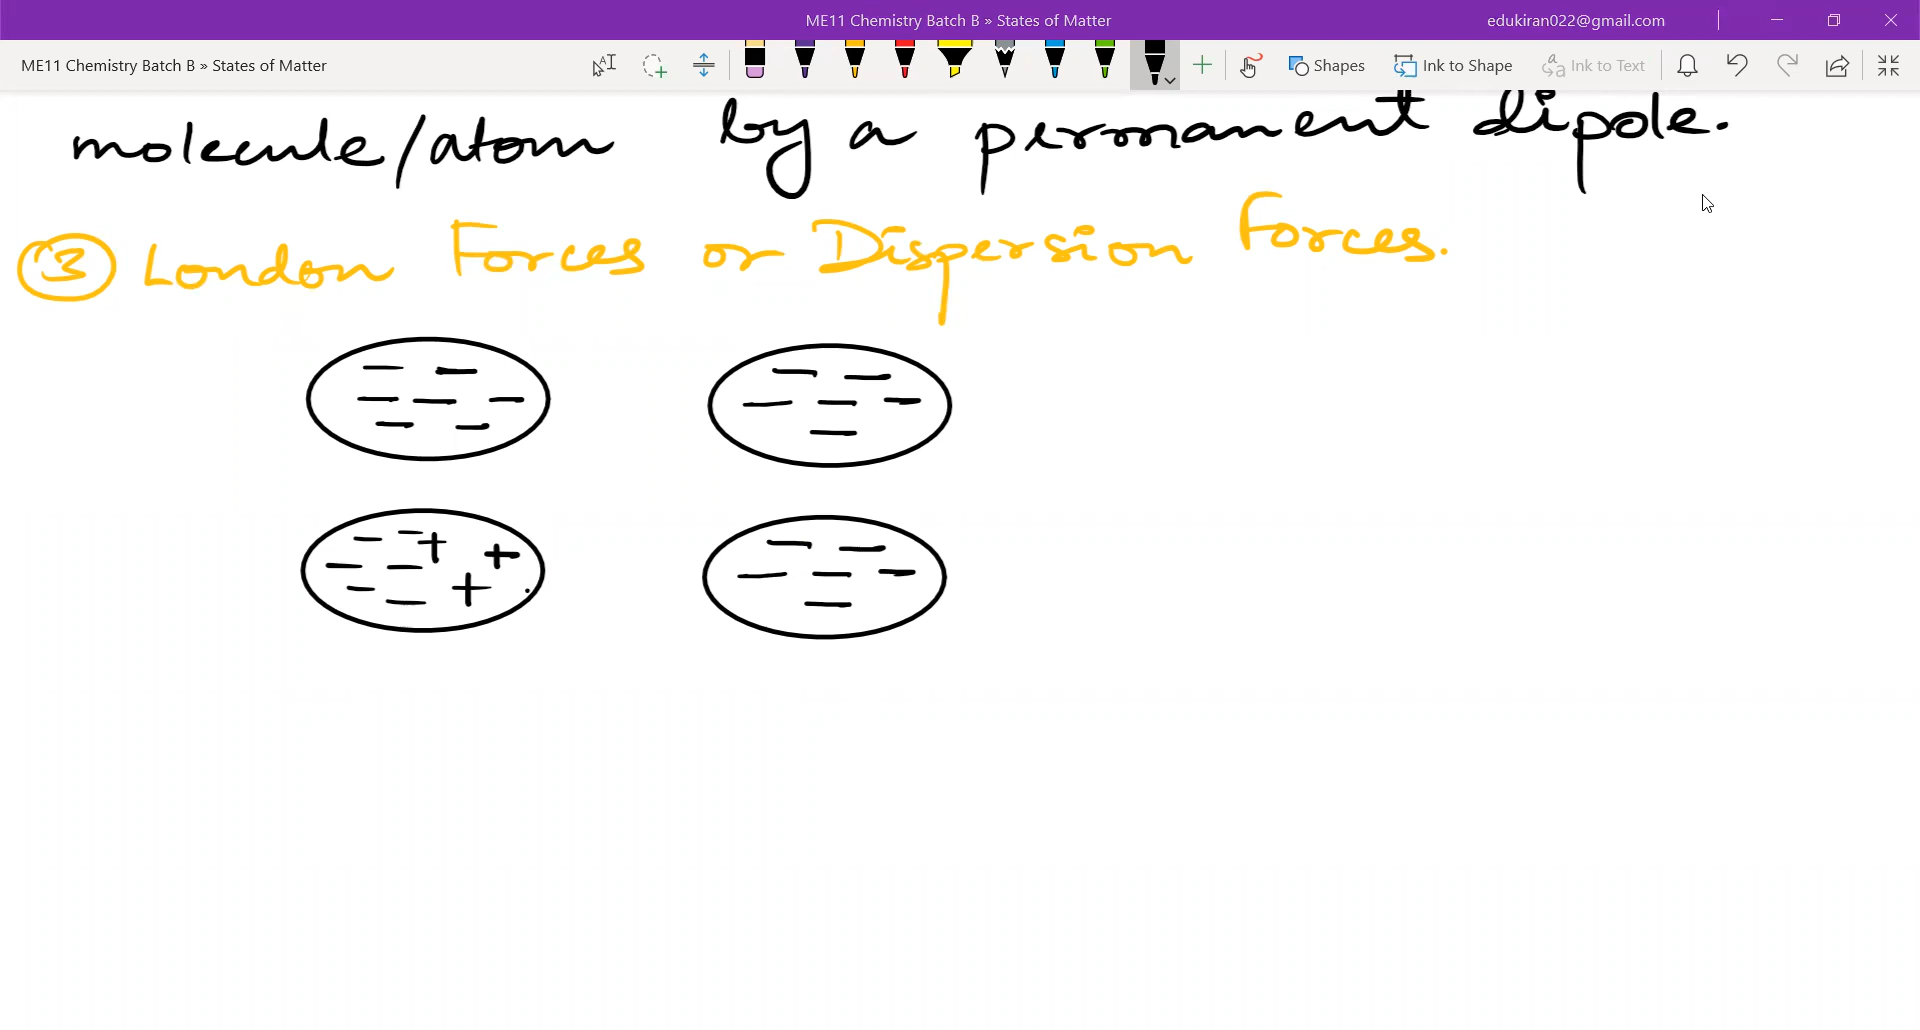 ME11 Chemistry Batch B » States of Matter
edukiran022@gmail.com
ME11 Chemistry Batch B » States of Matter
Shapes
Ink to Shape
Ink to Text
molecule/atom by a permanent dipole.
3 London Forces or Dispersion Forces.